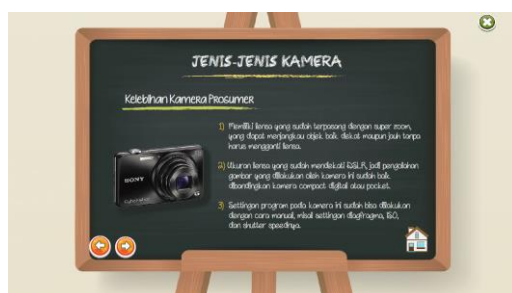 JENIS-JENIS KAMERA
Kelebihan Kamera Prosumer
1) Memiliki lensa yang sudah terpasang dengan super zoom,
yang dapat menjangkau objek baik dekat maupun jauh tanpa
harus mengganti lensa.
2) Ukuran lensa yang sudah mendekati DSLR, jadi pengolahan
gambar yang dilakukan oleh kamera ini sudah baik
dibandingkan kamera compact digital atau pocket.
3) Settingan program pada kamera ini sudah bisa dilakukan
dengan cara manual, misal settingan diagfragma, ISO,
dan shutter speednya.
SONY